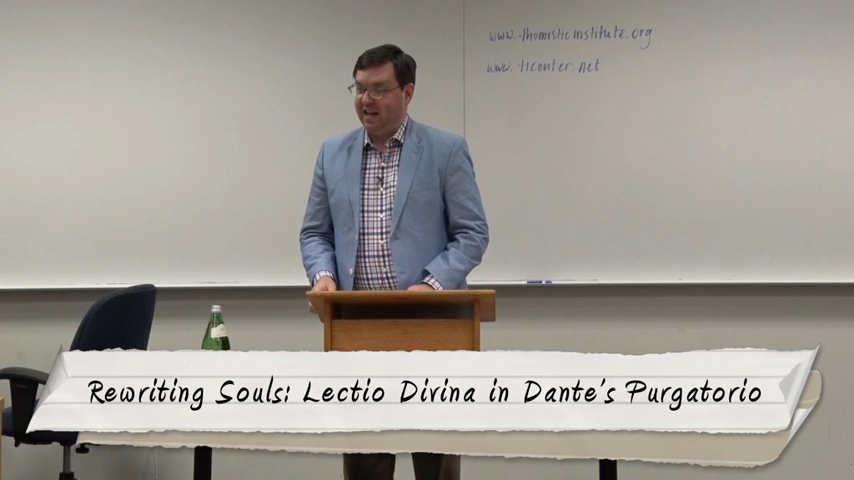 www.thomisticinstitute.org
www.ticenter.net
Rewriting Souls: Lectio Divina in Dante's Purgatorio